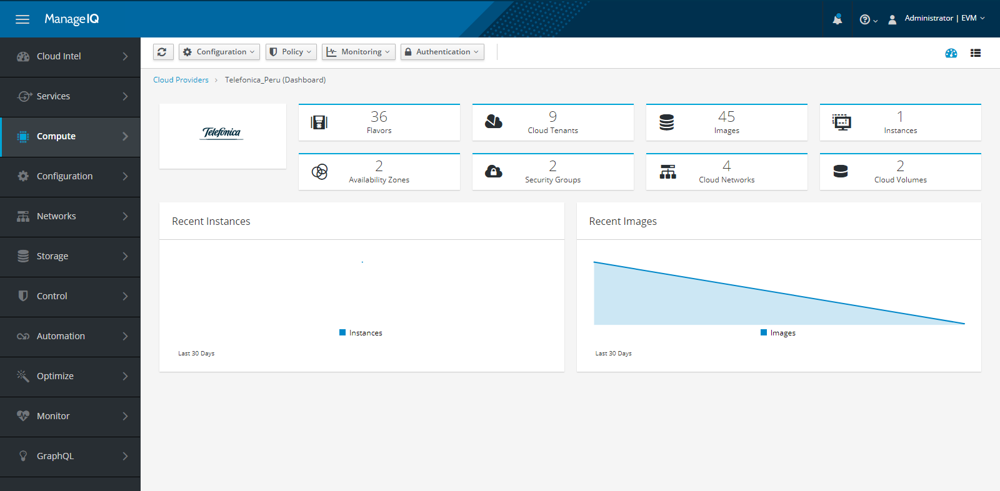 ManageIQ
Administrator | EVM
Cloud Intel
Services
Compute
Configuration
Networks
Storage
Control
Automation
Optimize
Monitor
GraphQL
Configuration
Policy
Monitoring
Authentication
Cloud Providers > Telefonica_Peru (Dashboard)
Telefónica
36
Flavors
9
Cloud Tenants
45
Images
1
Instances
2
Availability Zones
2
Security Groups
4
Cloud Networks
2
Cloud Volumes
Recent Instances
Instances
Last 30 Days
Recent Images
Images
Last 30 Days